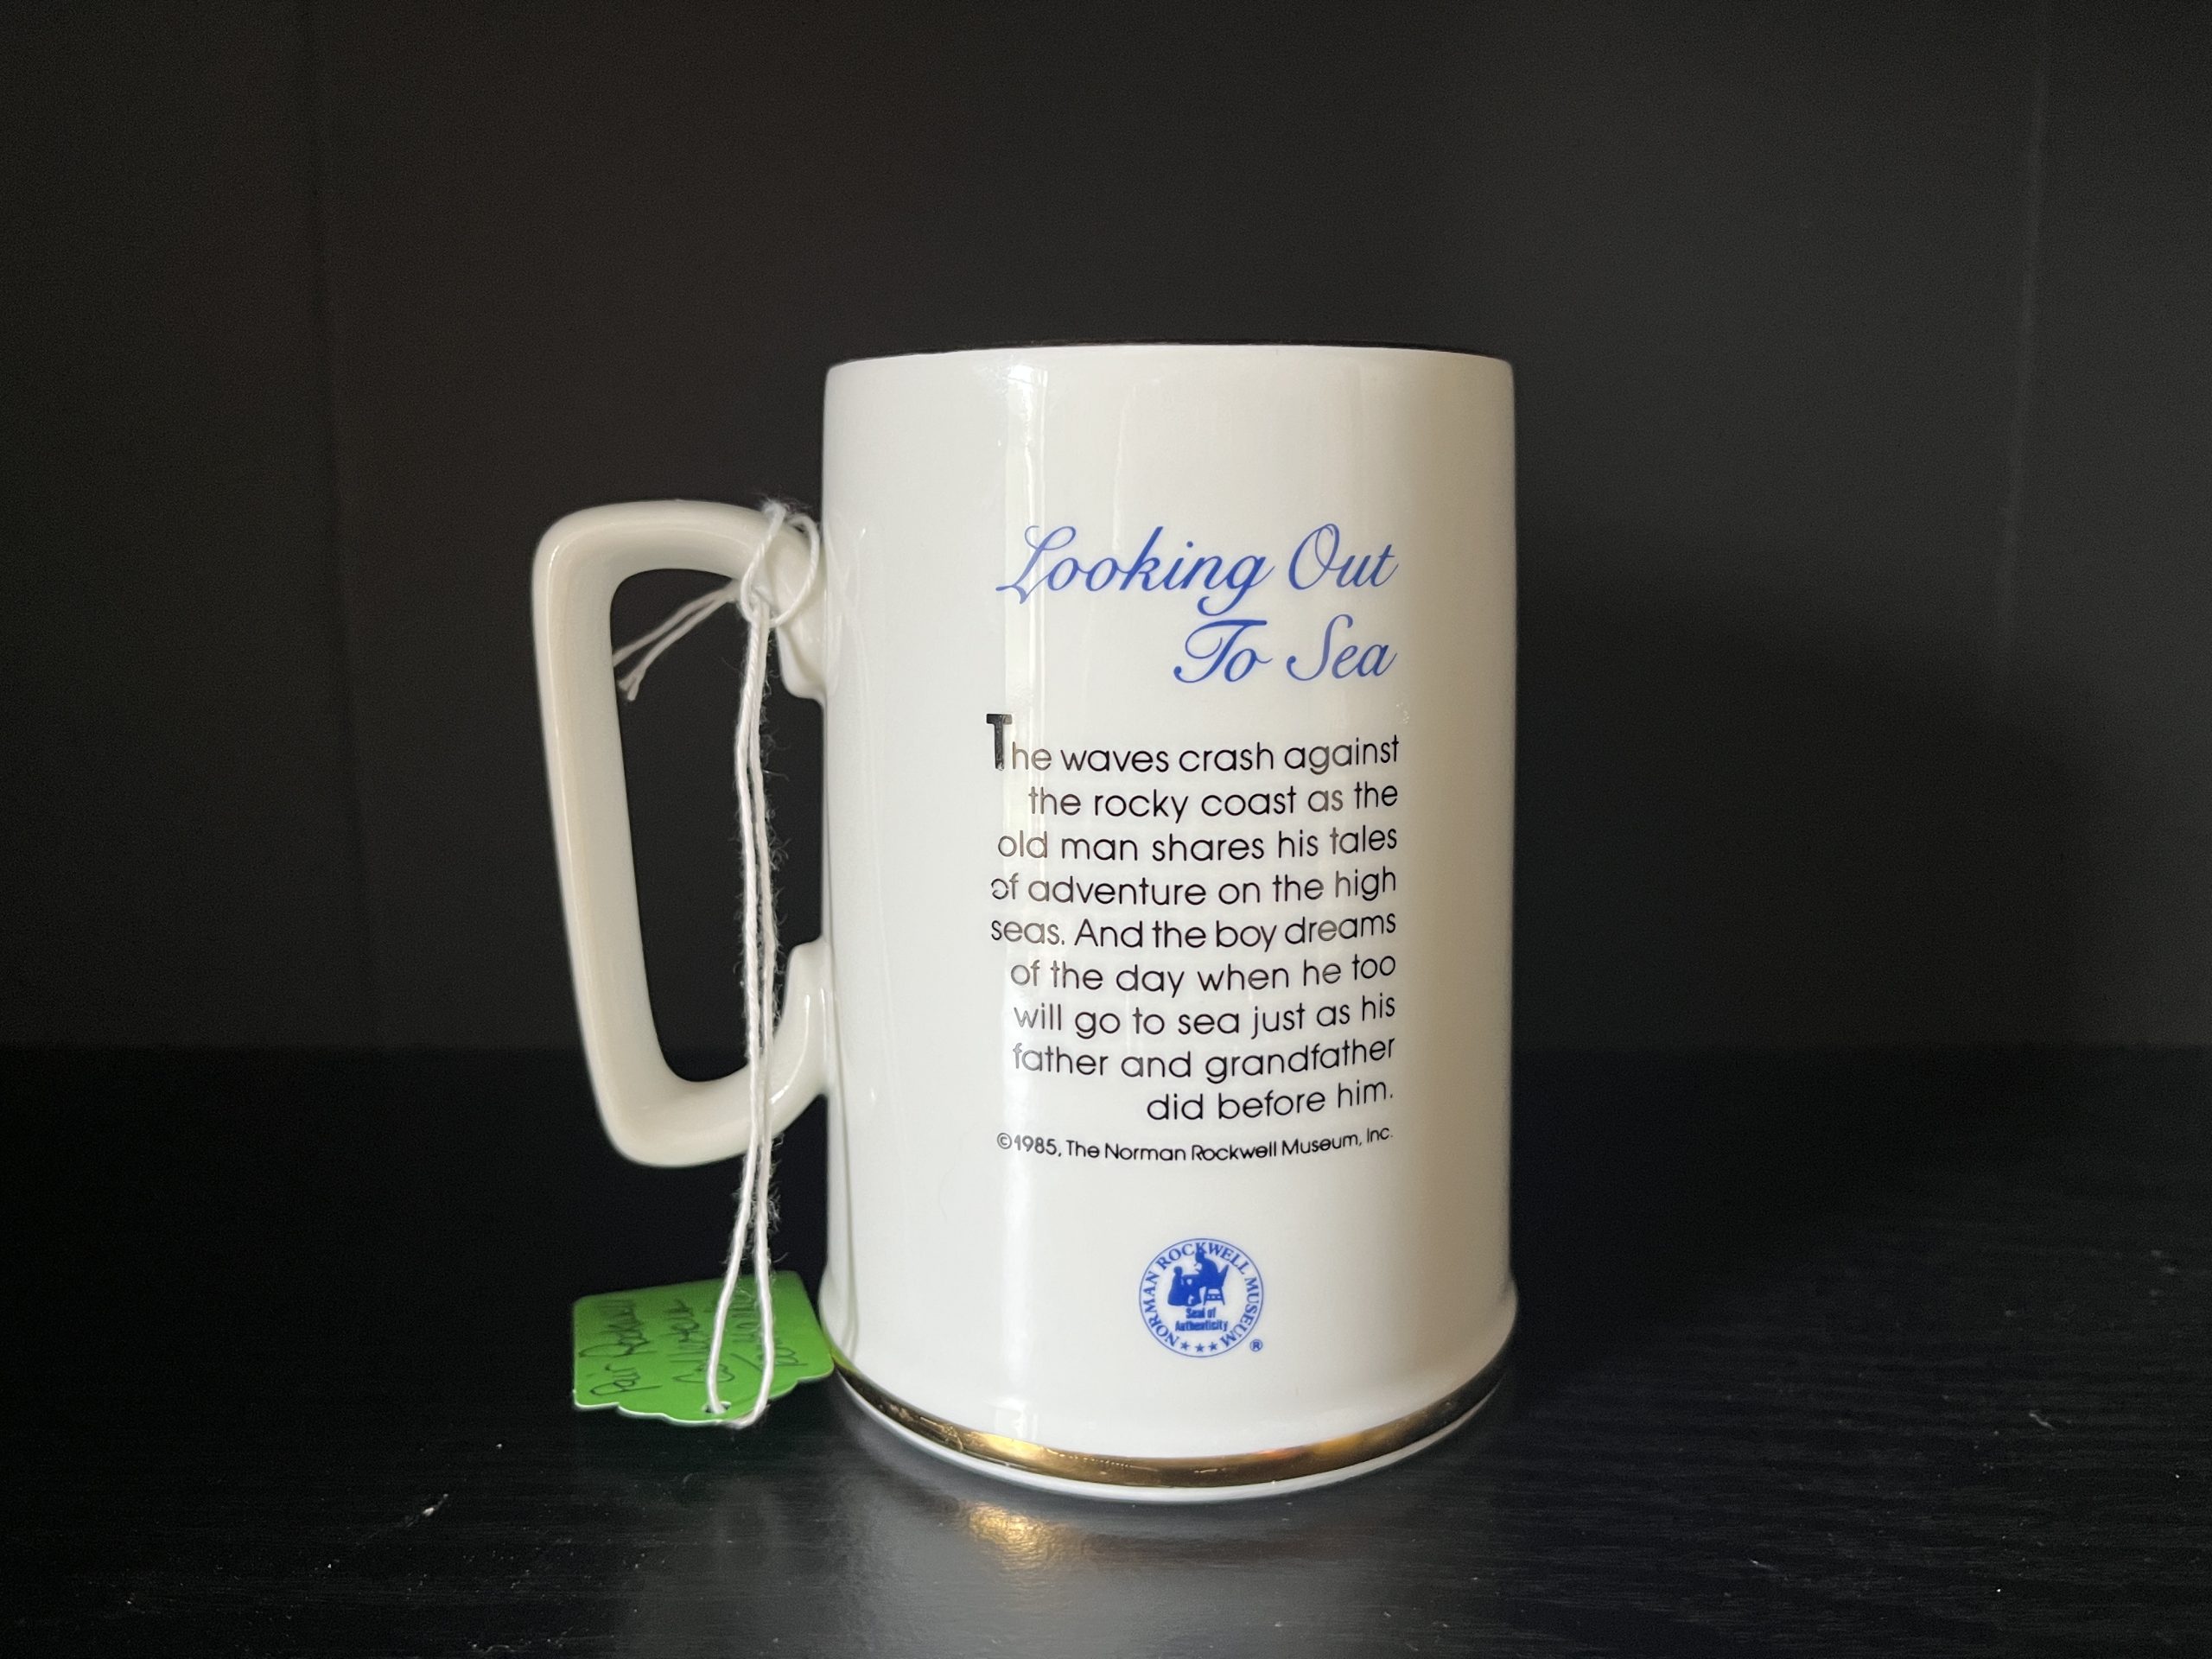 Looking Out
To Sea
The waves crash against
the rocky coast as the
old man shares his tales
of adventure on the high
seas. And the boy dreams
of the day when he too
will go to sea just as his
father and grandfather
did before him.
©1985, The Norman Rockwell Museum, Inc.
NORMAN ROCKWELL MUSEUM
Seal of
Authenticity
®
Pair